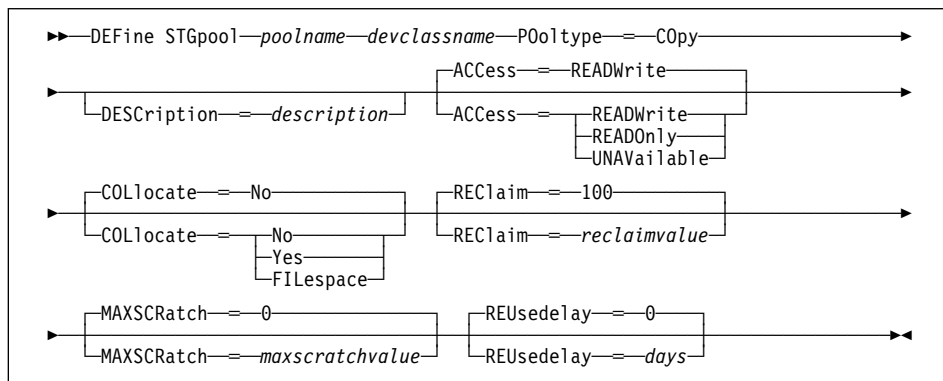 DEFine STGpool poolname devclassname POoltype = COpy
ACCess = READWrite
DESCription = description ACCess = READWrite
READOnly
UNAVailable
COLlocate = No REClaim = 100
COLlocate = No REClaim = reclaimvalue
Yes
FILespace
MAXSCRatch = 0 REUsedelay = 0
MAXSCRatch = maxscratchvalue REUsedelay = days